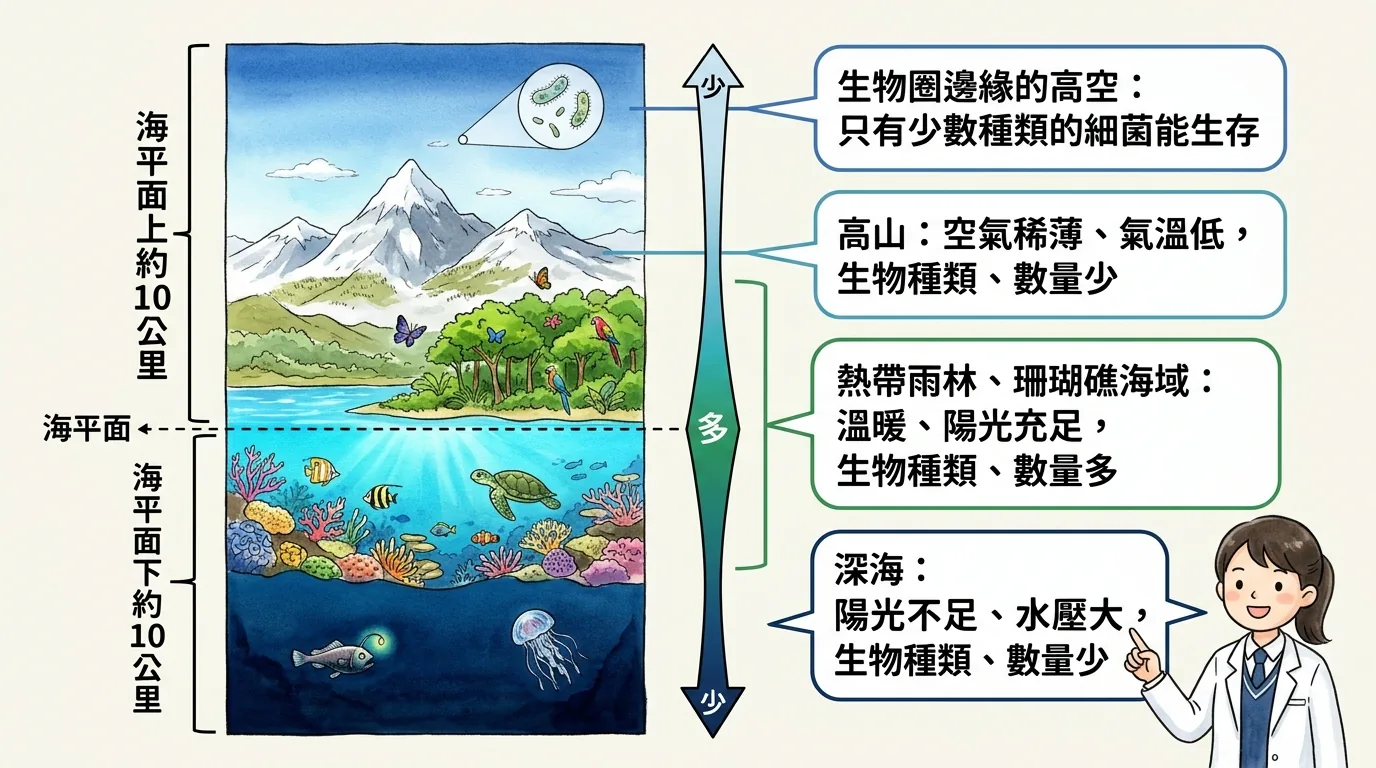 海平面上約10公里
海平面
海平面下約10公里
少
多
少
生物圈邊緣的高空：
只有少數種類的細菌能生存
高山：空氣稀薄、氣溫低，
生物種類、數量少
熱帶雨林、珊瑚礁海域：
溫暖、陽光充足，
生物種類、數量多
深海：
陽光不足、水壓大，
生物種類、數量少